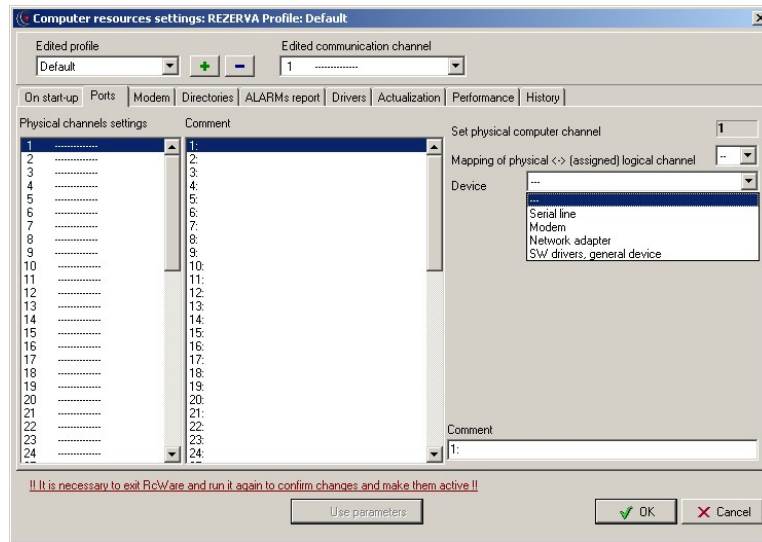 Computer resources settings: REZERVA Profile: Default
Edited profile
Edited communication channel
Default
1 -------------
On start-up Ports Modem Directories ALARMs report Drivers Actualization Performance History
Physical channels settings
Comment
Set physical computer channel 1
Mapping of physical <-> (assigned) logical channel --
Device ---
---
Serial line
Modem
Network adapter
SW drivers, general device
1 ------------- 1:
2 ------------- 2:
3 ------------- 3:
4 ------------- 4:
5 ------------- 5:
6 ------------- 6:
7 ------------- 7:
8 ------------- 8:
9 ------------- 9:
10 ------------- 10:
11 ------------- 11:
12 ------------- 12:
13 ------------- 13:
14 ------------- 14:
15 ------------- 15:
16 ------------- 16:
17 ------------- 17:
18 ------------- 18:
19 ------------- 19:
20 ------------- 20:
21 ------------- 21:
22 ------------- 22:
23 ------------- 23:
24 ------------- 24:
Comment
1:
!! It is necessary to exit RcWare and run it again to confirm changes and make them active !!
Use parameters
OK
Cancel